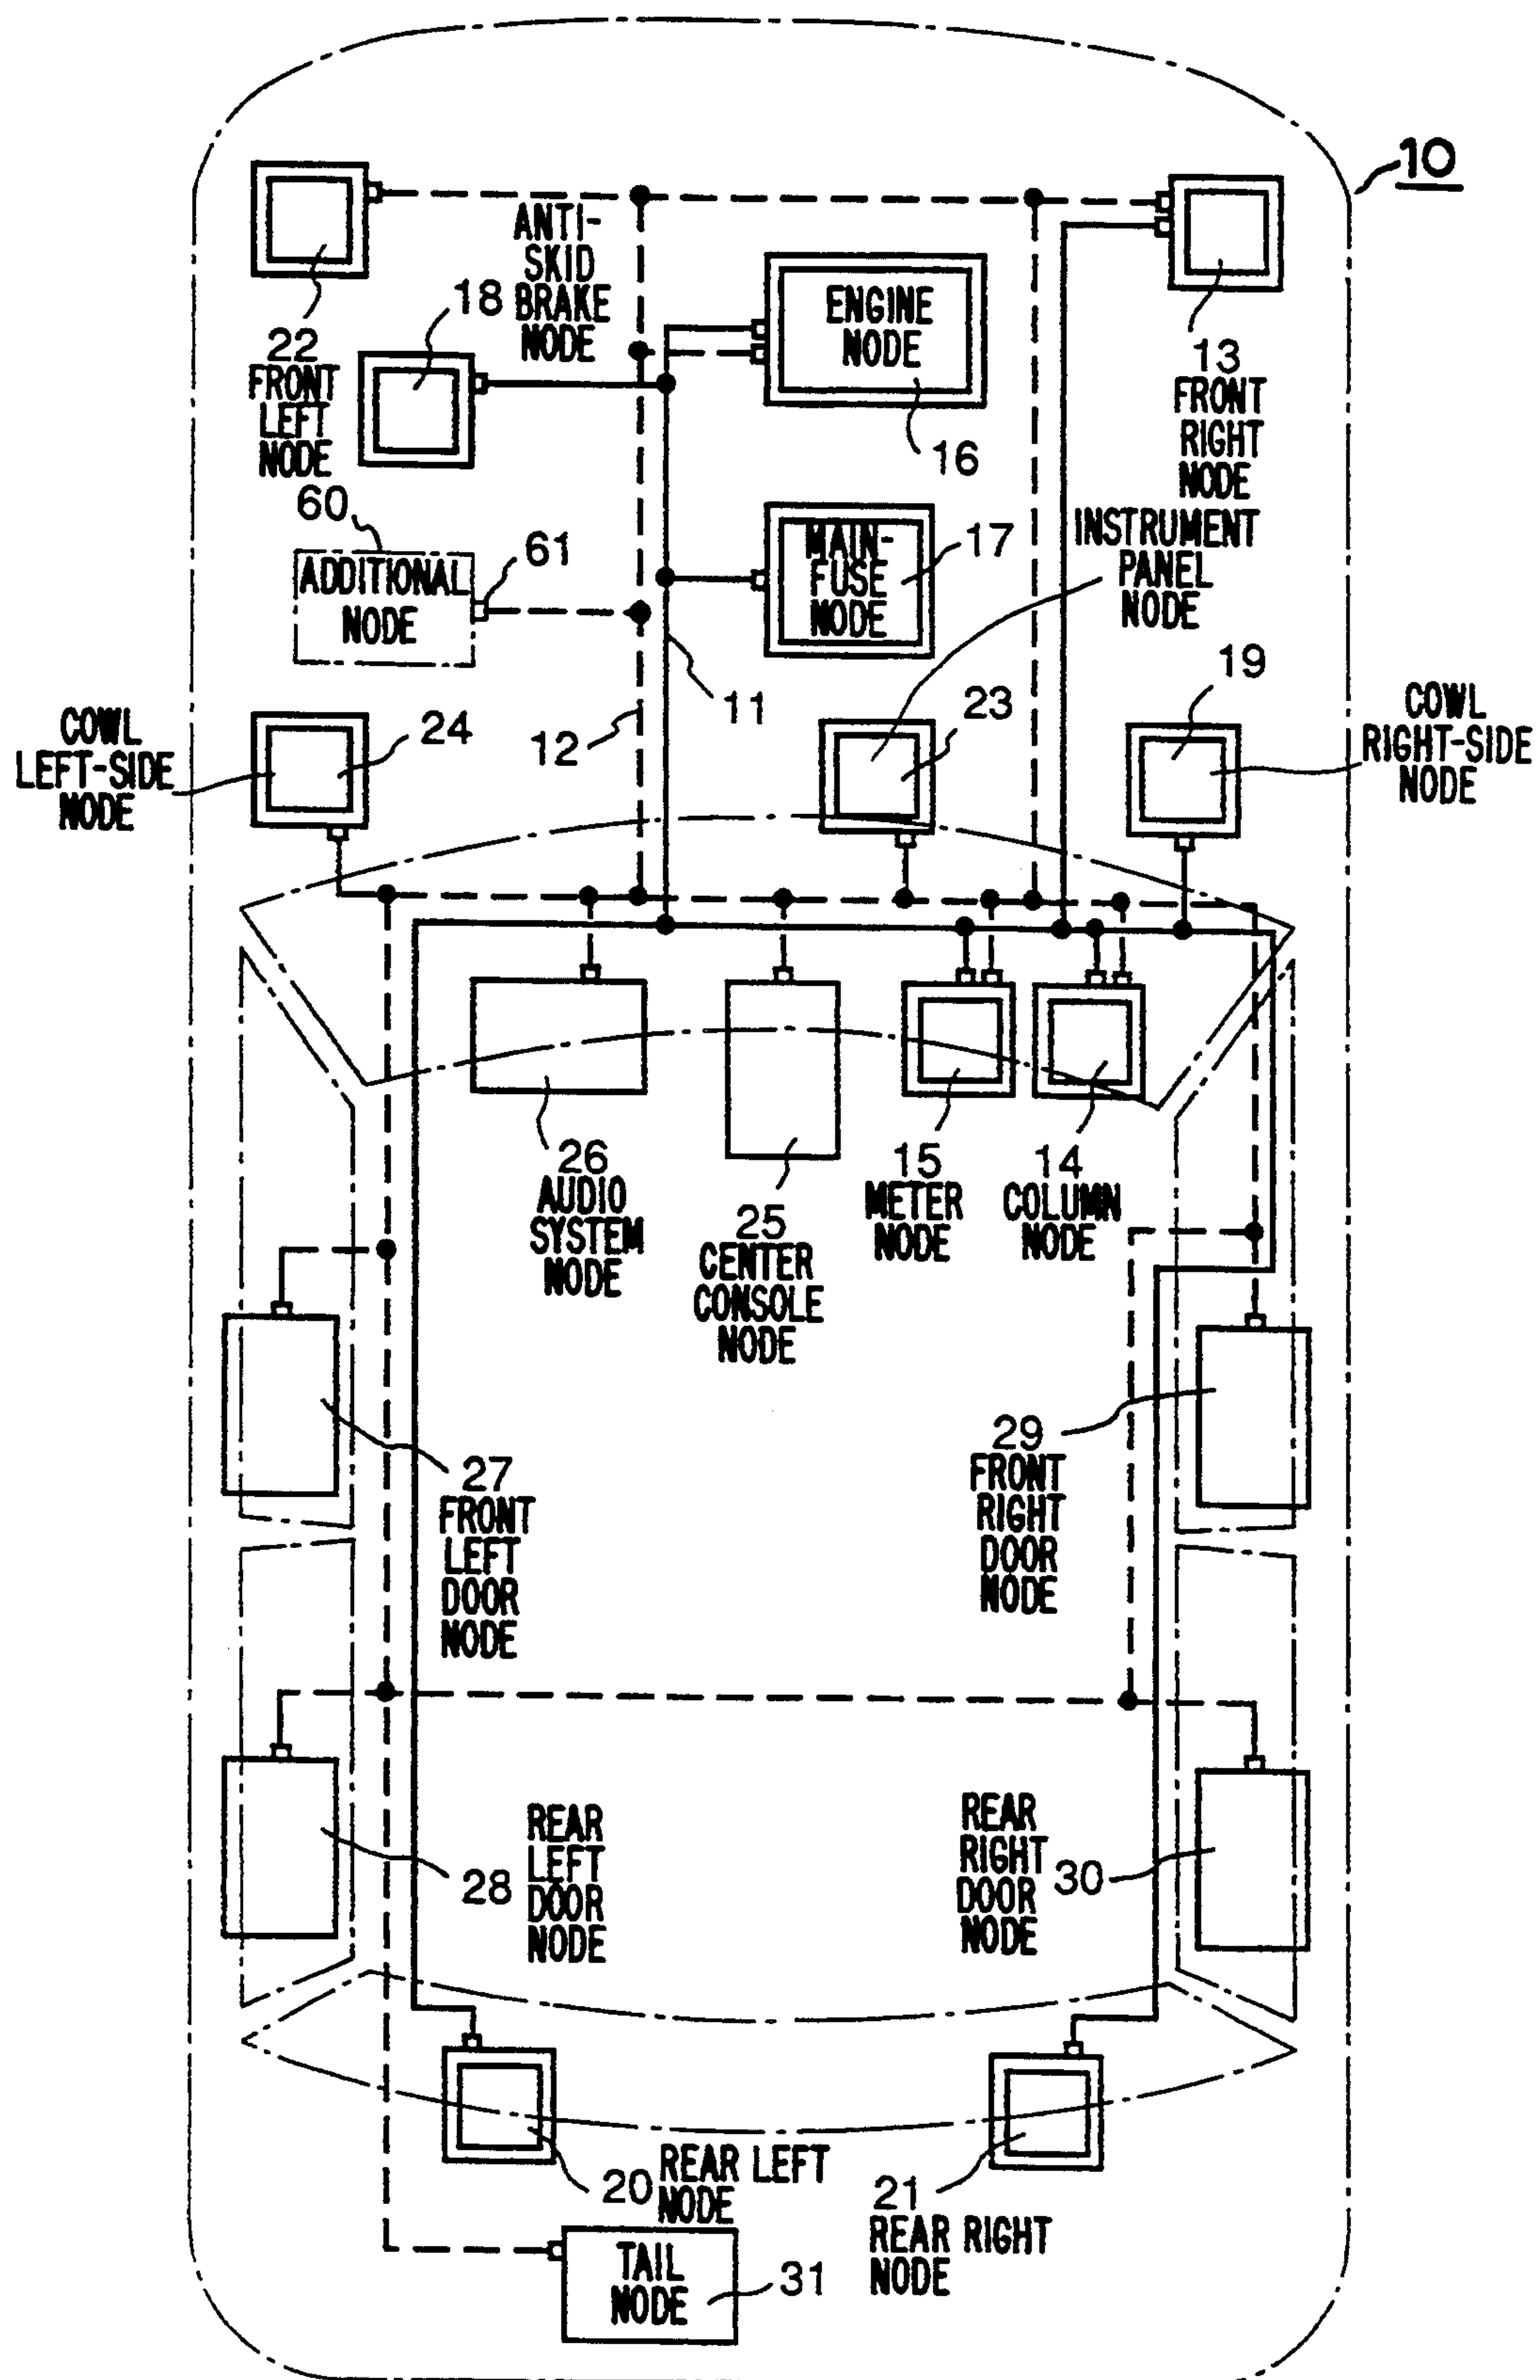 10
ANTI-
SKID
BRAKE
NODE
18
22
FRONT
LEFT
NODE
ENGINE
NODE
16
13
FRONT
RIGHT
NODE
60
61
ADDITIONAL
NODE
MAIN-
FUSE
NODE
17
INSTRUMENT
PANEL
NODE
11
12
COWL
LEFT-SIDE
NODE
24
23
19
COWL
RIGHT-SIDE
NODE
26
AUDIO
SYSTEM
NODE
25
CENTER
CONSOLE
NODE
15
METER
NODE
14
COLUMN
NODE
27
FRONT
LEFT
DOOR
NODE
29
FRONT
RIGHT
DOOR
NODE
28
REAR
LEFT
DOOR
NODE
REAR
RIGHT
DOOR
NODE
30
20
REAR LEFT
NODE
21
REAR RIGHT
NODE
TAIL
NODE
31